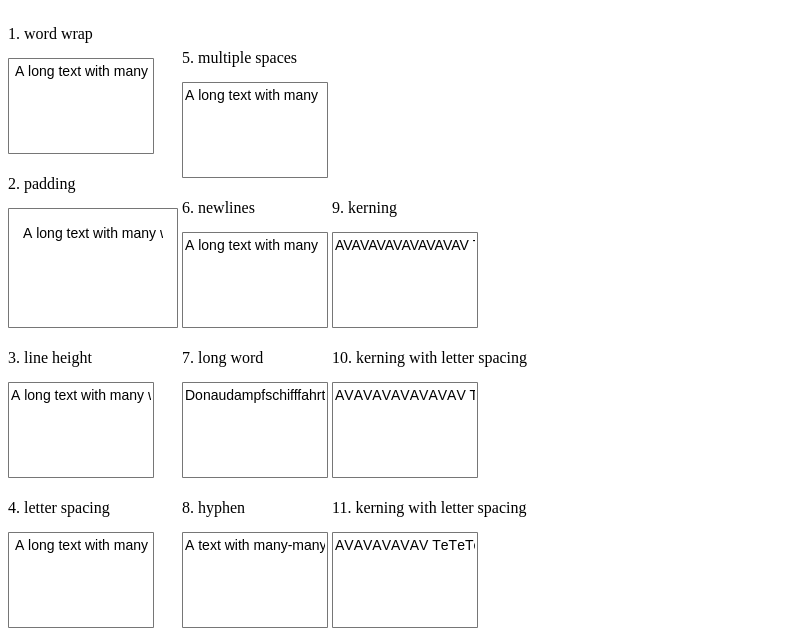 1. word wrap
A long text with many
2. padding
A long text with many
3. line height
A long text with many
4. letter spacing
A long text with many
5. multiple spaces
A long text with many
6. newlines
A long text with many
7. long word
Donaudampfschifffahrt
8. hyphen
A text with many-many
9. kerning
AVAVAVAVAVAVAVAV
10. kerning with letter spacing
AVAVAVAVAVAVAV T
11. kerning with letter spacing
AVAVAVAVAV TeTeT